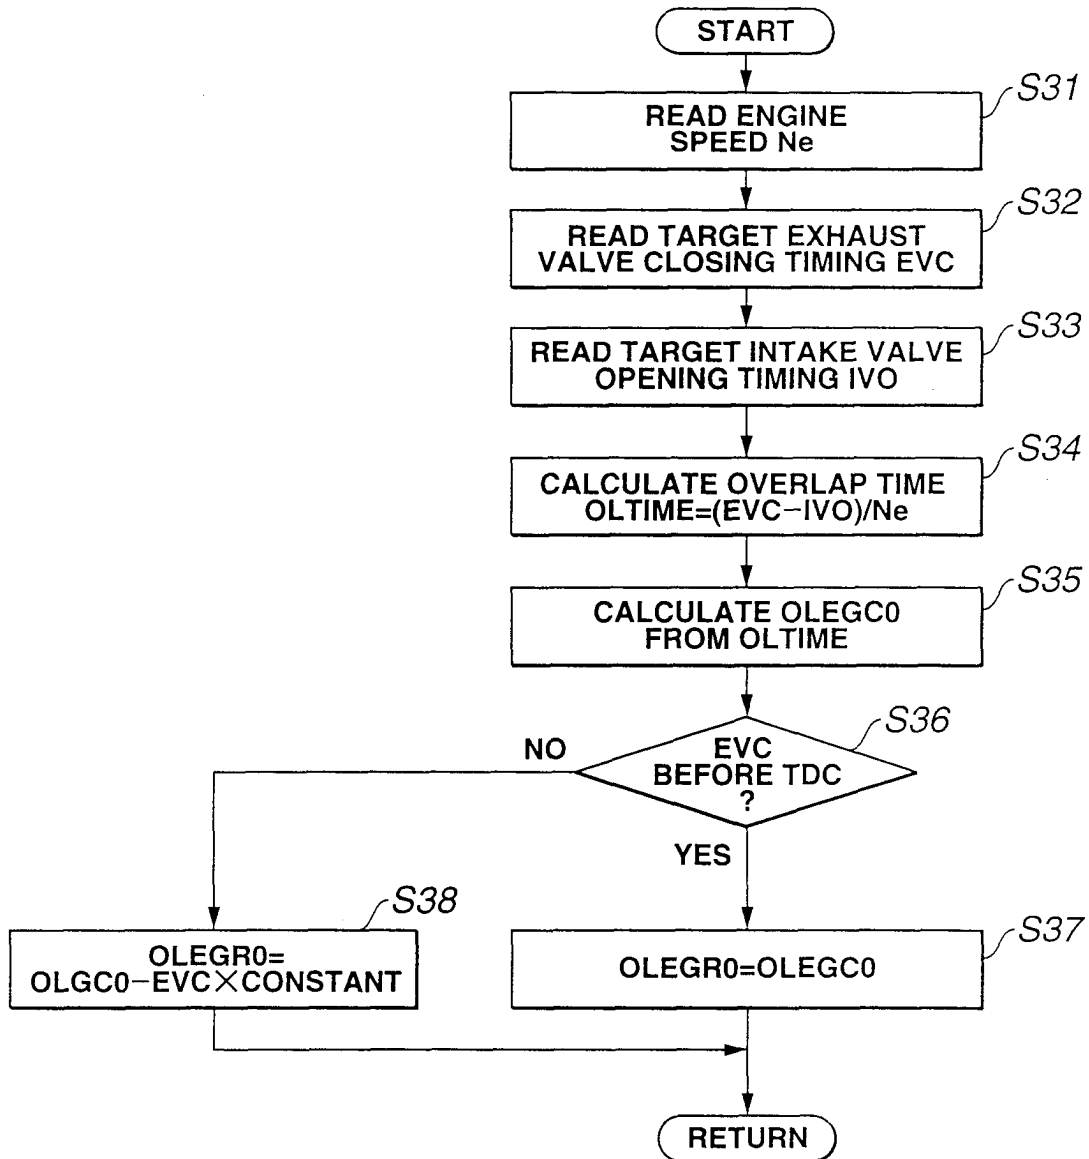 START
S31
READ ENGINE
SPEED Ne
S32
READ TARGET EXHAUST
VALVE CLOSING TIMING EVC
S33
READ TARGET INTAKE VALVE
OPENING TIMING IVO
S34
CALCULATE OVERLAP TIME
OLTIME=(EVC−IVO)/Ne
S35
CALCULATE OLEGC0
FROM OLTIME
S36
EVC
BEFORE TDC
?
NO
YES
S38
OLEGR0=
OLGC0−EVC×CONSTANT
S37
OLEGR0=OLEGC0
RETURN